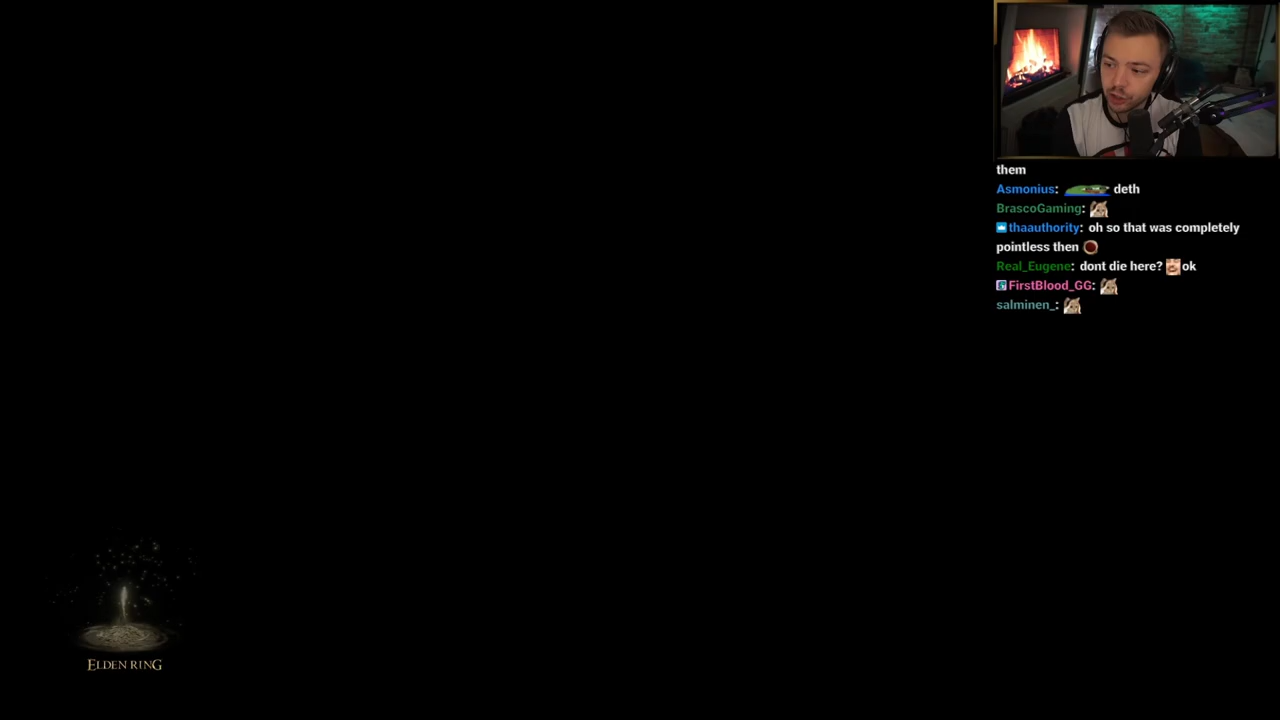 them
Asmonius: deth
BrascoGaming:
thaauthority: oh so that was completely
pointless then
Real_Eugene: dont die here? ok
FirstBlood_GG:
salminen_:
ELDEN RING